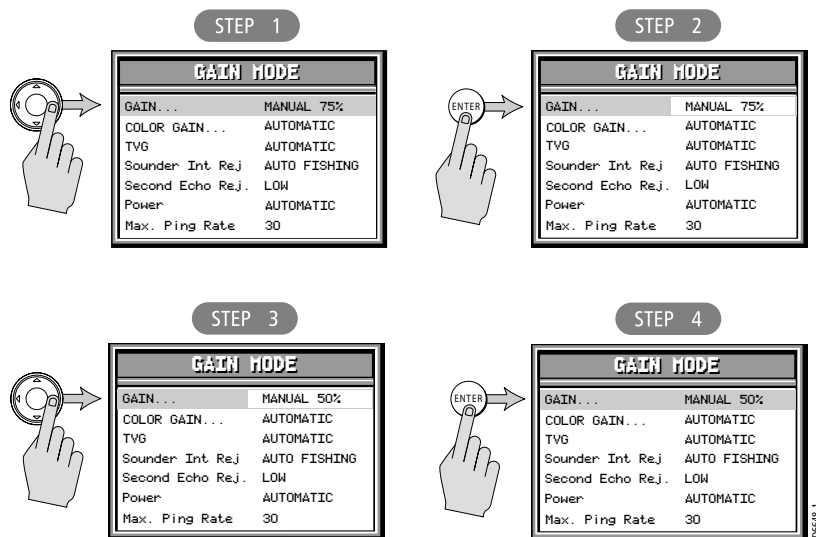 STEP 1
GAIN MODE
GAIN... MANUAL 75%
COLOR GAIN... AUTOMATIC
TVG AUTOMATIC
Sounder Int Rej AUTO FISHING
Second Echo Rej. LOW
Power AUTOMATIC
Max. Ping Rate 30
STEP 2
ENTER
GAIN MODE
GAIN... MANUAL 75%
COLOR GAIN... AUTOMATIC
TVG AUTOMATIC
Sounder Int Rej AUTO FISHING
Second Echo Rej. LOW
Power AUTOMATIC
Max. Ping Rate 30
STEP 3
GAIN MODE
GAIN... MANUAL 50%
COLOR GAIN... AUTOMATIC
TVG AUTOMATIC
Sounder Int Rej AUTO FISHING
Second Echo Rej. LOW
Power AUTOMATIC
Max. Ping Rate 30
STEP 4
ENTER
GAIN MODE
GAIN... MANUAL 50%
COLOR GAIN... AUTOMATIC
TVG AUTOMATIC
Sounder Int Rej AUTO FISHING
Second Echo Rej. LOW
Power AUTOMATIC
Max. Ping Rate 30